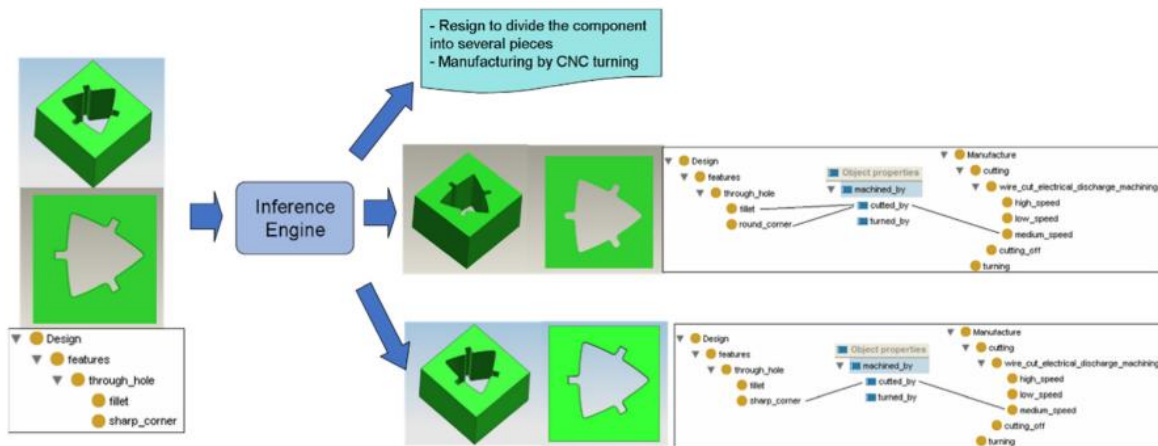 - Resign to divide the component
into several pieces
- Manufacturing by CNC turning
Inference
Engine
Design
features
through_hole
fillet
sharp_corner
Design
features
through_hole
fillet
round_corner
Object properties
machined_by
cutted_by
turned_by
Manufacture
cutting
wire_cut_electrical_discharge_machining
high_speed
low_speed
medium_speed
cutting_off
turning
Design
features
through_hole
fillet
sharp_corner
Object properties
machined_by
cutted_by
turned_by
Manufacture
cutting
wire_cut_electrical_discharge_machining
high_speed
low_speed
medium_speed
cutting_off
turning